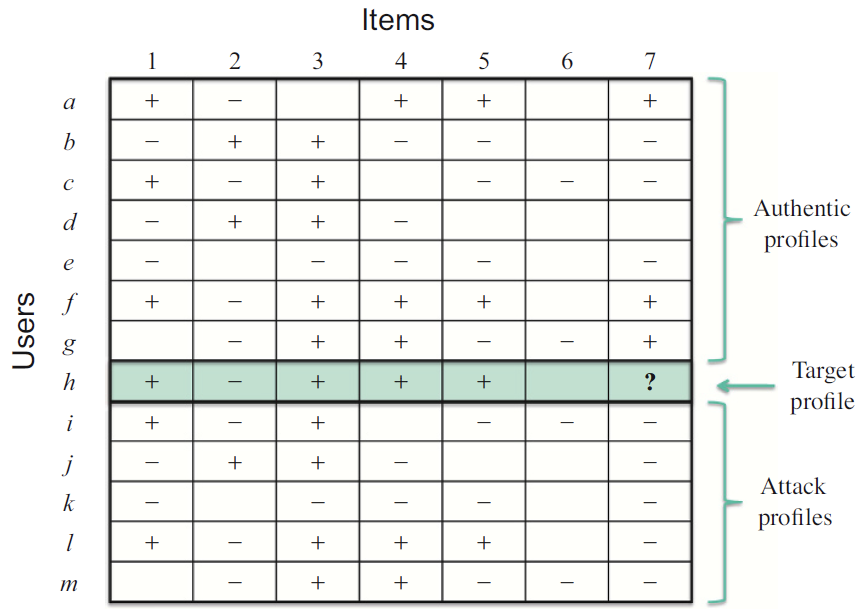 Items
1 2 3 4 5 6 7
a + − + + +
b − + + − − −
c + − + − − −
d − + + −
e − − − − −
f + − + + + +
g − + + − − +
h + − + + + ?
i + − + − − −
j − + + − −
k − − − − −
l + − + + + −
m − + + − − −
Users
Authentic
profiles
Target
profile
Attack
profiles